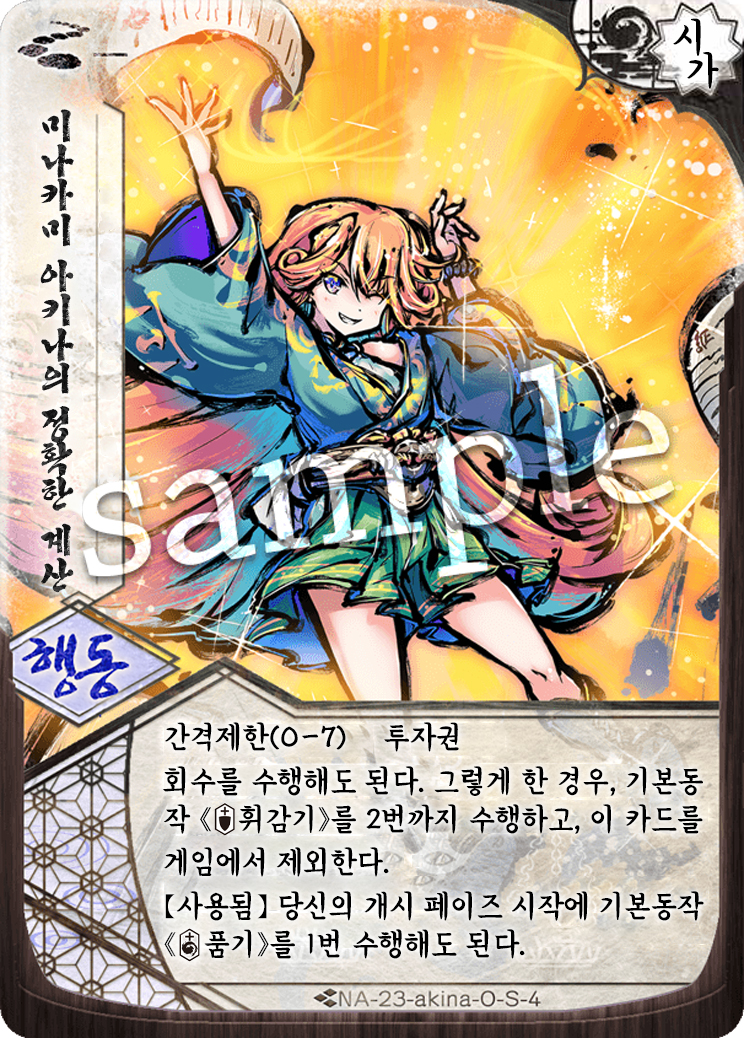 시가
미나카미 아키나의 정확한 계산
sample
행동
간격제한(0-7) 투자권
회수를 수행해도 된다. 그렇게 한 경우, 기본동
작 《휘감기》를 2번까지 수행하고, 이 카드를
게임에서 제외한다.
【사용됨】 당신의 개시 페이즈 시작에 기본동작
《품기》를 1번 수행해도 된다.
NA-23-akina-O-S-4